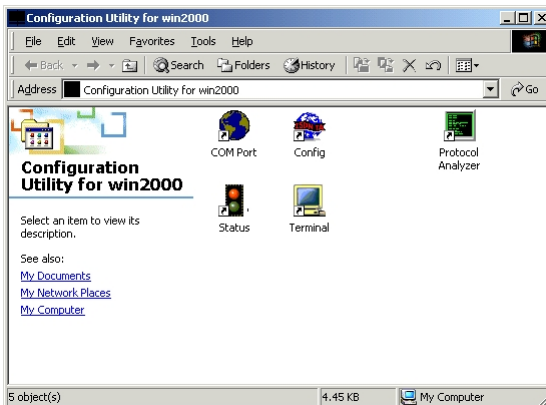 Configuration Utility for win2000
File Edit View Favorites Tools Help
Back Search Folders History
Address Configuration Utility for win2000 Go
Configuration
Utility for win2000
Select an item to view its
description.
See also:
My Documents
My Network Places
My Computer
COM Port
Config
Protocol
Analyzer
Status
Terminal
5 object(s) 4.45 KB My Computer